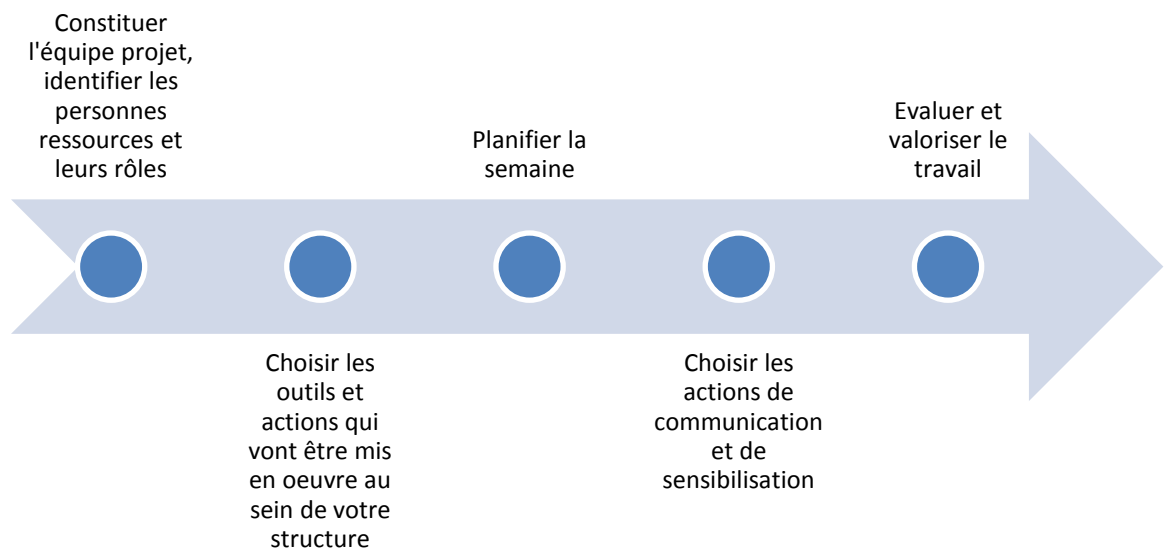 Constituer
l'équipe projet,
identifier les
personnes
ressources et
leurs rôles
Choisir les
outils et
actions qui
vont être mis
en oeuvre au
sein de votre
structure
Planifier la
semaine
Choisir les
actions de
communication
et de
sensibilisation
Evaluer et
valoriser le
travail